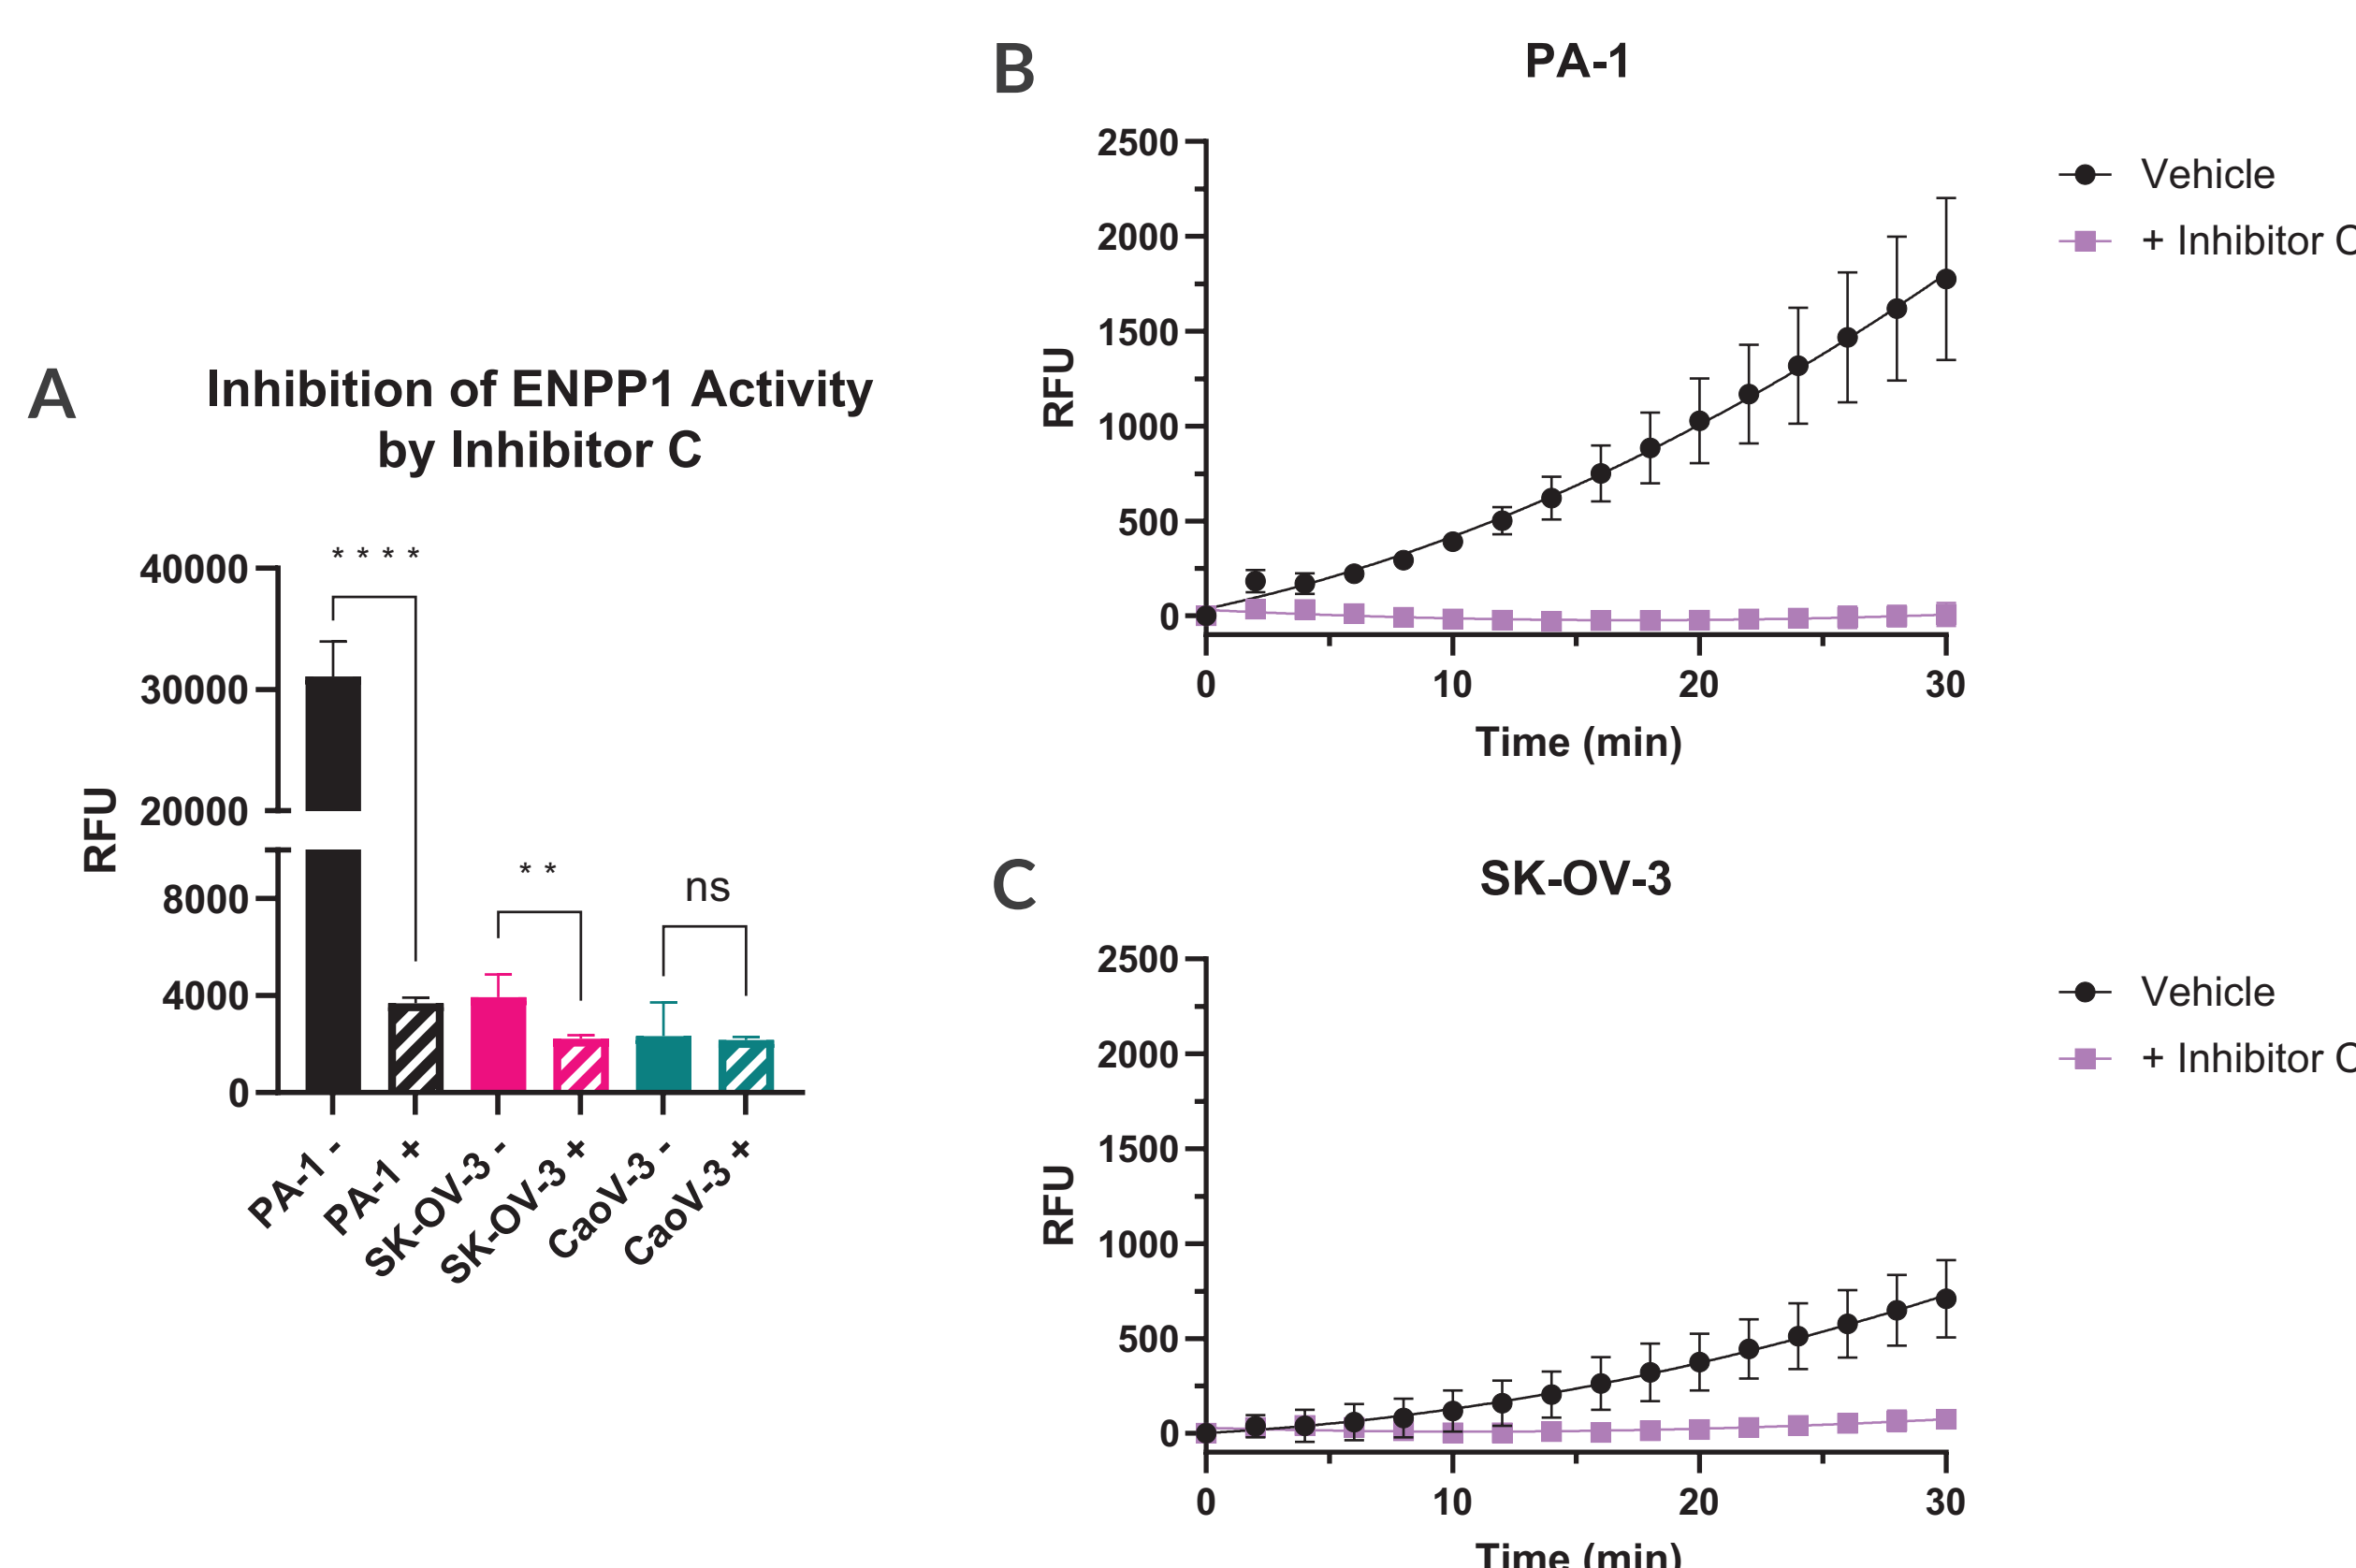 A
Inhibition of ENPP1 Activity
by Inhibitor C
RFU
40000
30000
20000
8000
4000
0
* * * *
* *
ns
PA-1 -
PA-1 +
SK-OV-3 -
SK-OV-3 +
CaoV-3 -
CaoV-3 +
B
PA-1
RFU
2500
2000
1500
1000
500
0
0 10 20 30
Time (min)
Vehicle
+ Inhibitor C
C
SK-OV-3
RFU
2500
2000
1500
1000
500
0
0 10 20 30
Time (min)
Vehicle
+ Inhibitor C